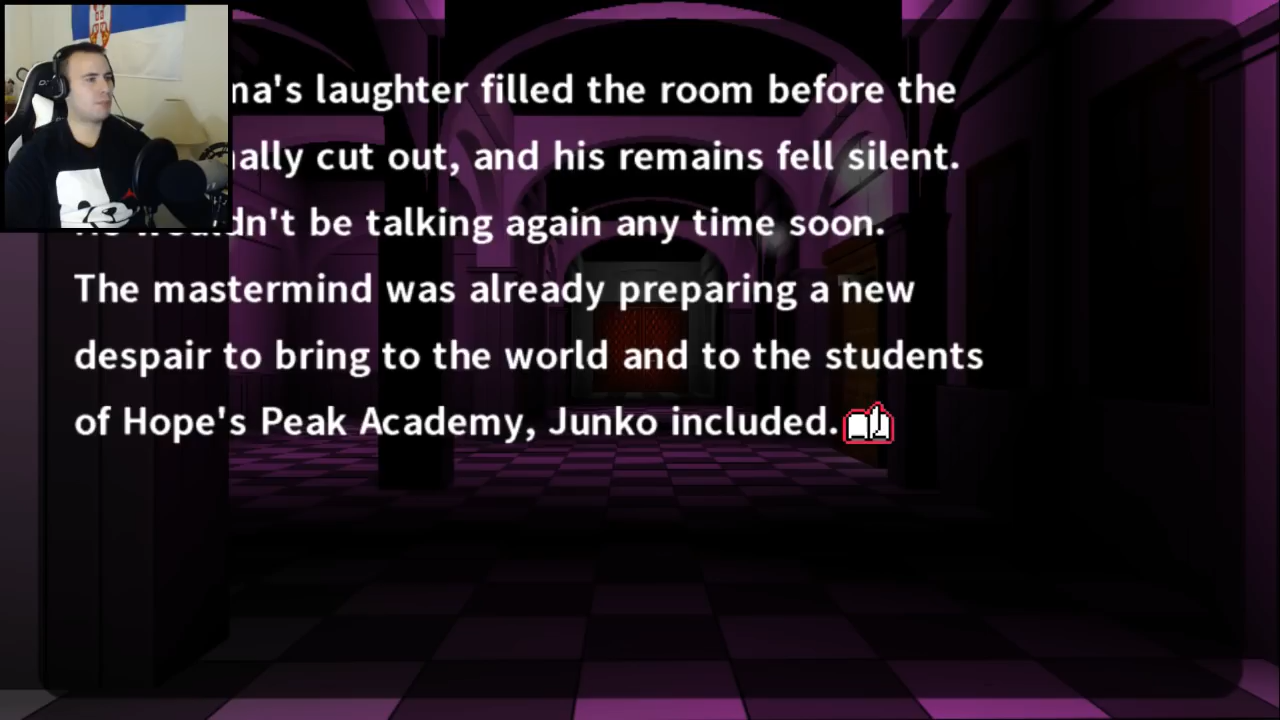 ma's laughter filled the room before the
ally cut out, and his remains fell silent.
dn't be talking again any time soon.
The mastermind was already preparing a new
despair to bring to the world and to the students
of Hope's Peak Academy, Junko included.